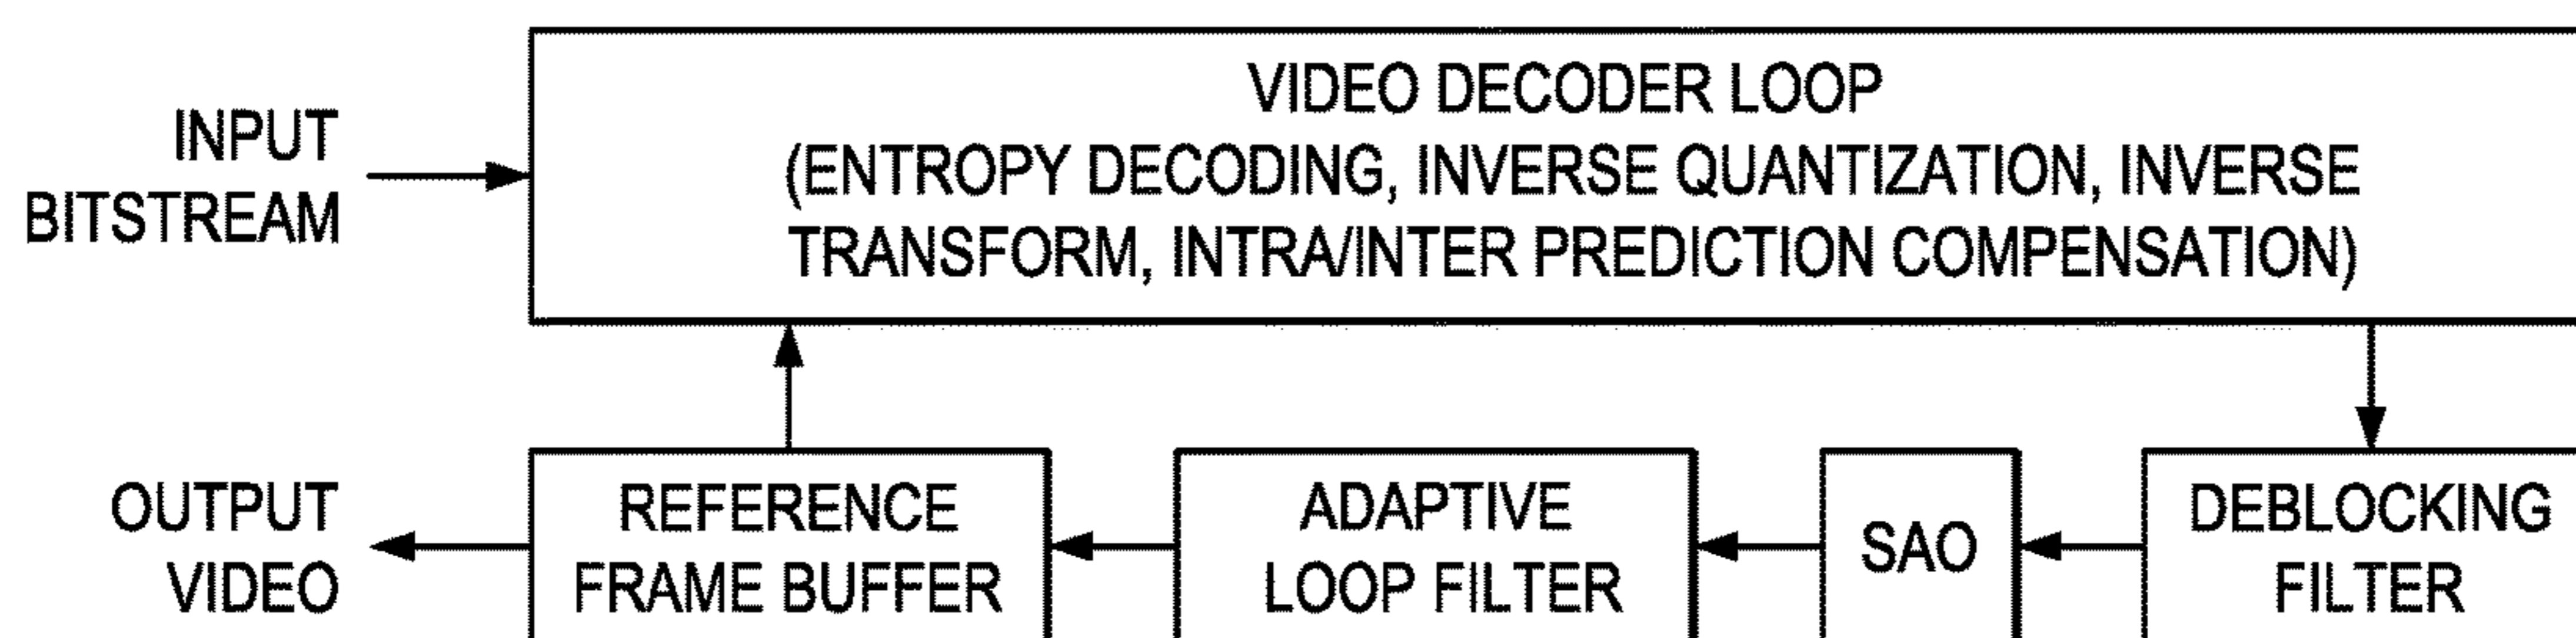 INPUT
BITSTREAM
VIDEO DECODER LOOP
(ENTROPY DECODING, INVERSE QUANTIZATION, INVERSE
TRANSFORM, INTRA/INTER PREDICTION COMPENSATION)
OUTPUT
VIDEO
REFERENCE
FRAME BUFFER
ADAPTIVE
LOOP FILTER
SAO
DEBLOCKING
FILTER